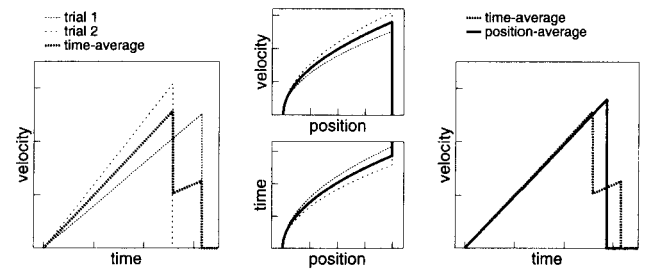 trial 1
trial 2
time-average
velocity
time
velocity
position
time
position
time-average
position-average
velocity
time